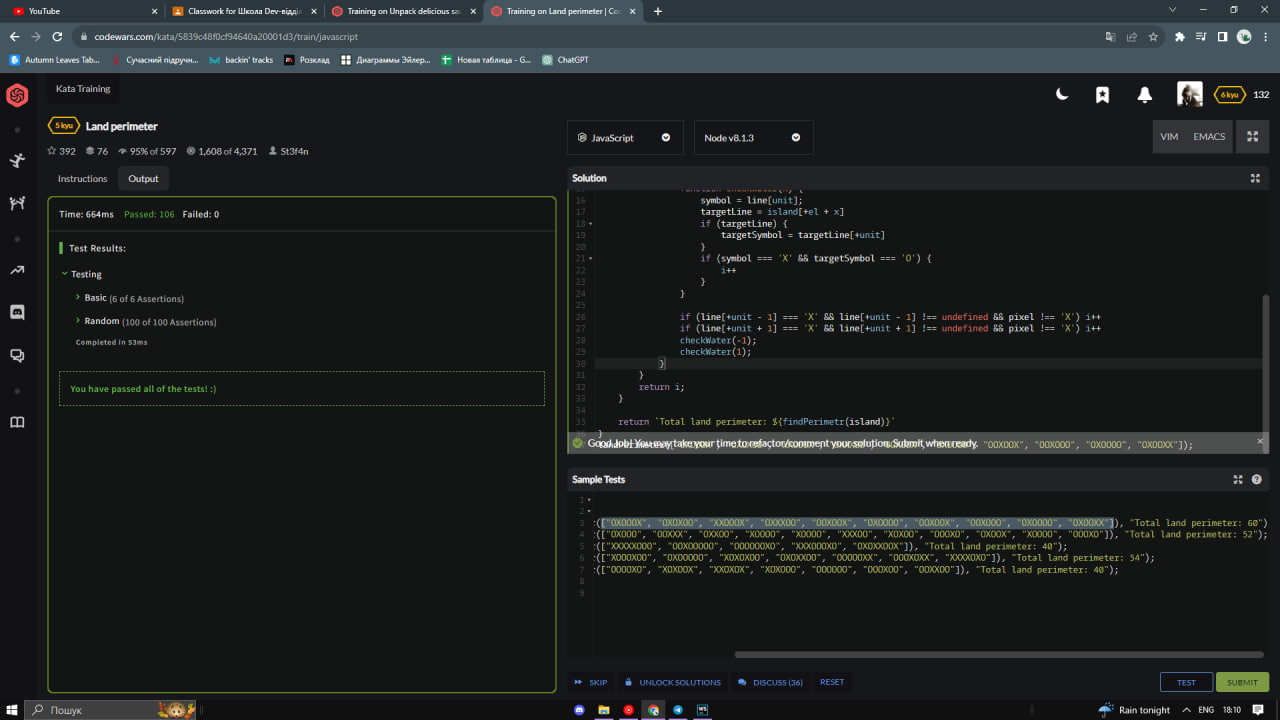 YouTube
Classwork for Школа Dev-відді
Training on Unpack delicious sa
Training on Land perimeter | Co
codewars.com/kata/5839c48f0cf94640a20001d3/train/javascript
Autumn Leaves Tab...
Сучасний підручн...
backin' tracks
Розклад
Диаграммы Эйлер...
Новая таблица - G...
ChatGPT
Kata Training
6 kyu
132
5 kyu
Land perimeter
392
76
95% of 597
1,608 of 4,371
St3f4n
JavaScript
Node v8.1.3
VIM
EMACS
Instructions
Output
Solution
Time: 664ms Passed: 106 Failed: 0
Test Results:
Testing
Basic (6 of 6 Assertions)
Random (100 of 100 Assertions)
Completed in 53ms
You have passed all of the tests! :)
16 symbol = line[unit];
17 targetLine = island[+el + x]
18 if (targetLine) {
19 targetSymbol = targetLine[+unit]
20 }
21 if (symbol === 'X' && targetSymbol === 'O') {
22 i++
23 }
24 }
25
26 if (line[+unit - 1] === 'X' && line[+unit - 1] !== undefined && pixel !== 'X') i++
27 if (line[+unit + 1] === 'X' && line[+unit + 1] !== undefined && pixel !== 'X') i++
28 checkWater(-1);
29 checkWater(1);
30 }
31 }
32 return i;
33 }
34
35 return `Total land perimeter: ${findPerimetr(island)}`
Good Job! You may take your time to refactor/comment your solution. Submit when ready.
"OOXOOX", "OOXOOO", "OXOOOO", "OXOOXX"]);
Sample Tests
1
2
3 r(["OXOOOX", "OXOXOO", "XXOOOX", "OXXXOO", "OOXOOX", "OXOOOO", "OOXOOX", "OOXOOO", "OXOOOO", "OXOOXX"]), "Total land perimeter: 60")
4 r(["OXOOO", "OOXXX", "OXXOO", "XOOOO", "XOOOO", "XXXOO", "XOXOO", "OOOXO", "OXOOX", "XOOOO", "OOOXO"]), "Total land perimeter: 52");
5 r(["XXXXXOOO", "OOXOOOOO", "OOOOOOXO", "XXXOOOXO", "OXOXXOOX"]), "Total land perimeter: 40");
6 r(["XOOOXOO", "OXOOOOO", "XOXOXOO", "OXOXXOO", "OOOOOXX", "OOOXOXX", "XXXXOXO"]), "Total land perimeter: 54");
7 r(["OOOOXO", "XOXOOX", "XXOXOX", "XOXOOO", "OOOOOO", "OOOXOO", "OOXXOO"]), "Total land perimeter: 40");
8
9
SKIP
UNLOCK SOLUTIONS
DISCUSS (36)
RESET
TEST
SUBMIT
Пошук
Rain tonight
ENG
18:10